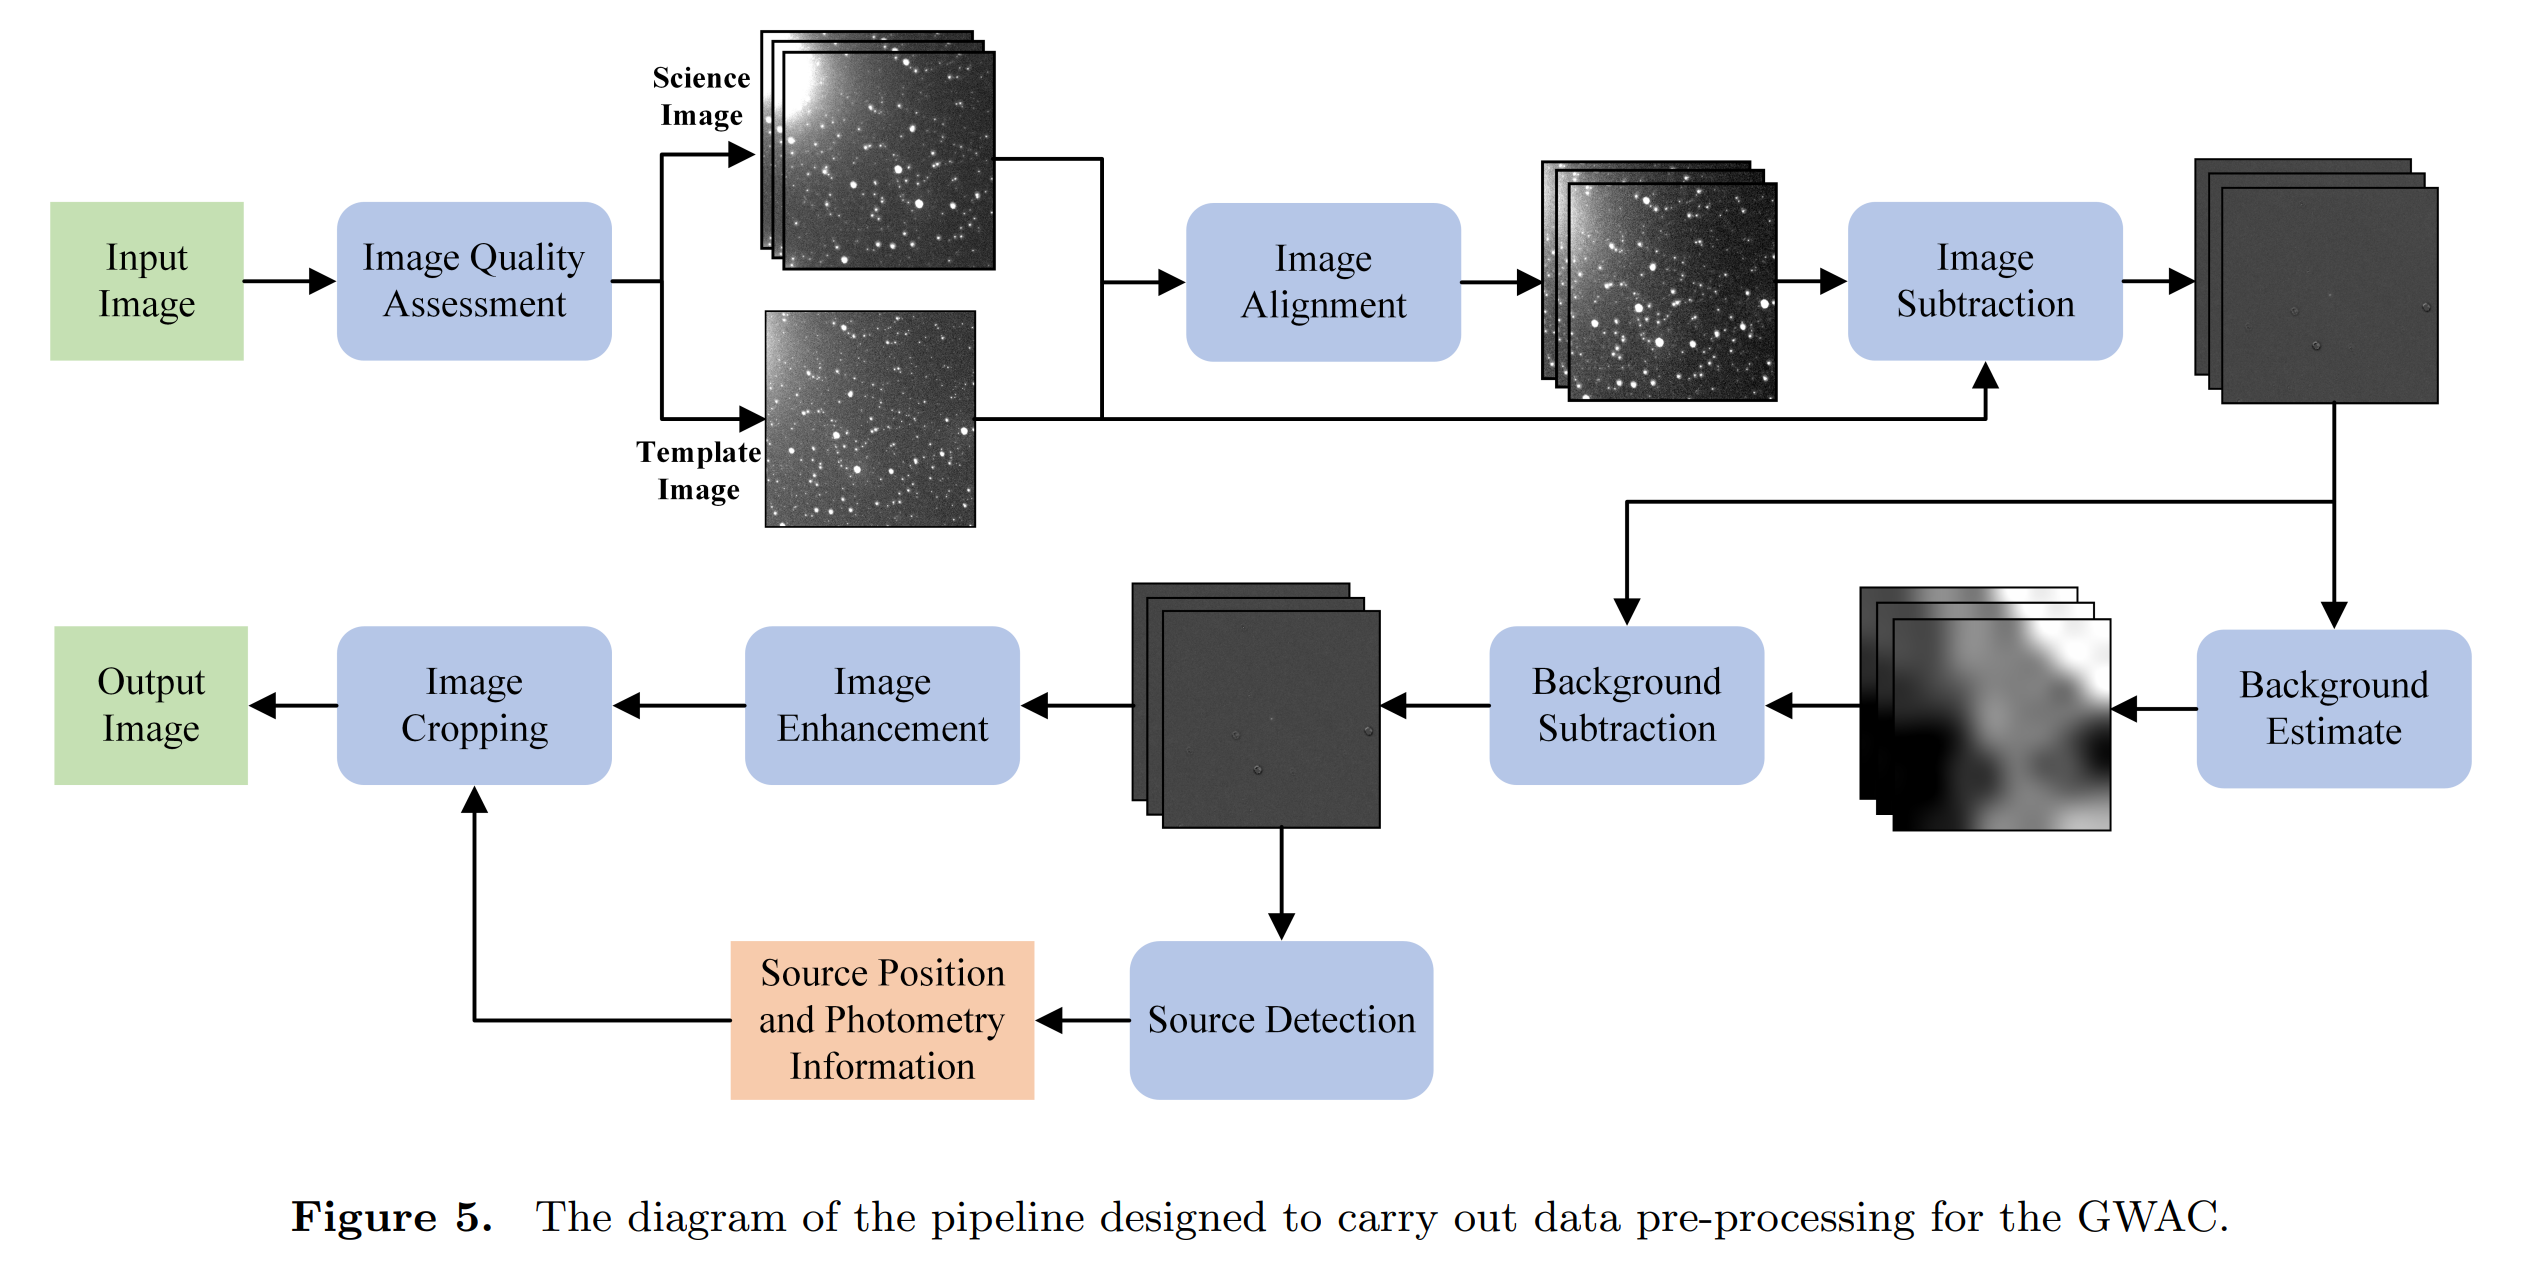 Science
Image
Input
Image
Image Quality
Assessment
Template
Image
Image
Alignment
Image
Subtraction
Output
Image
Image
Cropping
Image
Enhancement
Background
Subtraction
Background
Estimate
Source Position
and Photometry
Information
Source Detection
Figure 5. The diagram of the pipeline designed to carry out data pre-processing for the GWAC.